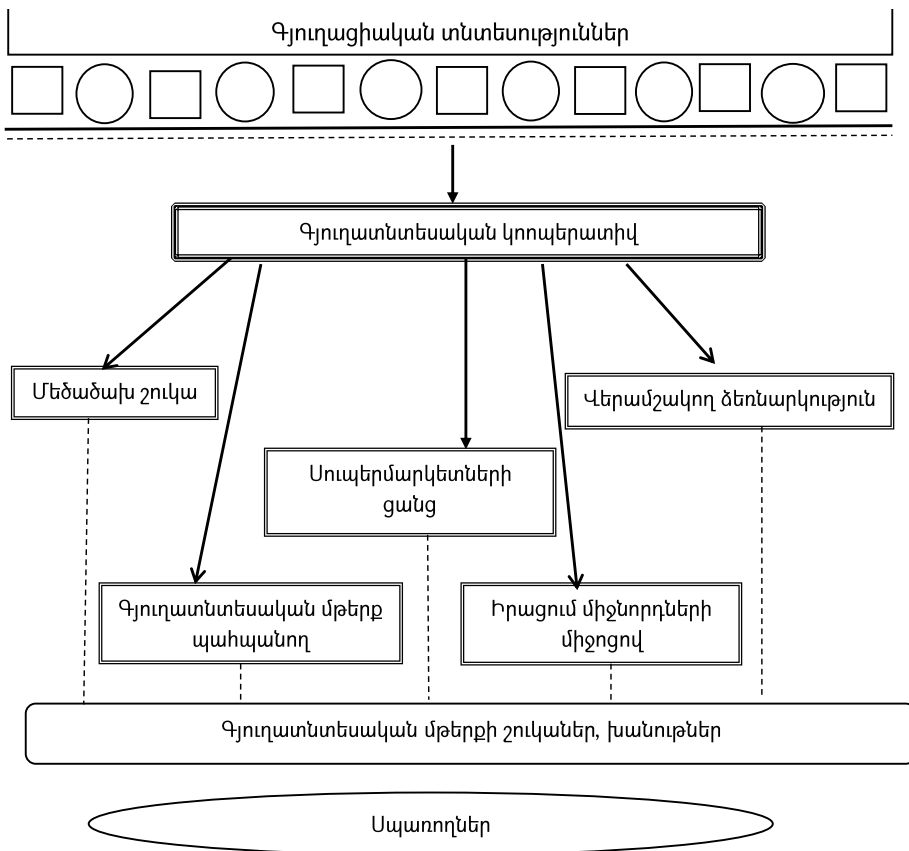 Գյուղացիական տնտեսություններ
Գյուղատնտեսական կոոպերատիվ
Մեծածախ շուկա
Վերամշակող ձեռնարկություն
Սուպերմարկետների
ցանց
Գյուղատնտեսական մթերք
պահպանող
Իրացում միջնորդների
միջոցով
Գյուղատնտեսական մթերքի շուկաներ, խանութներ
Սպառողներ